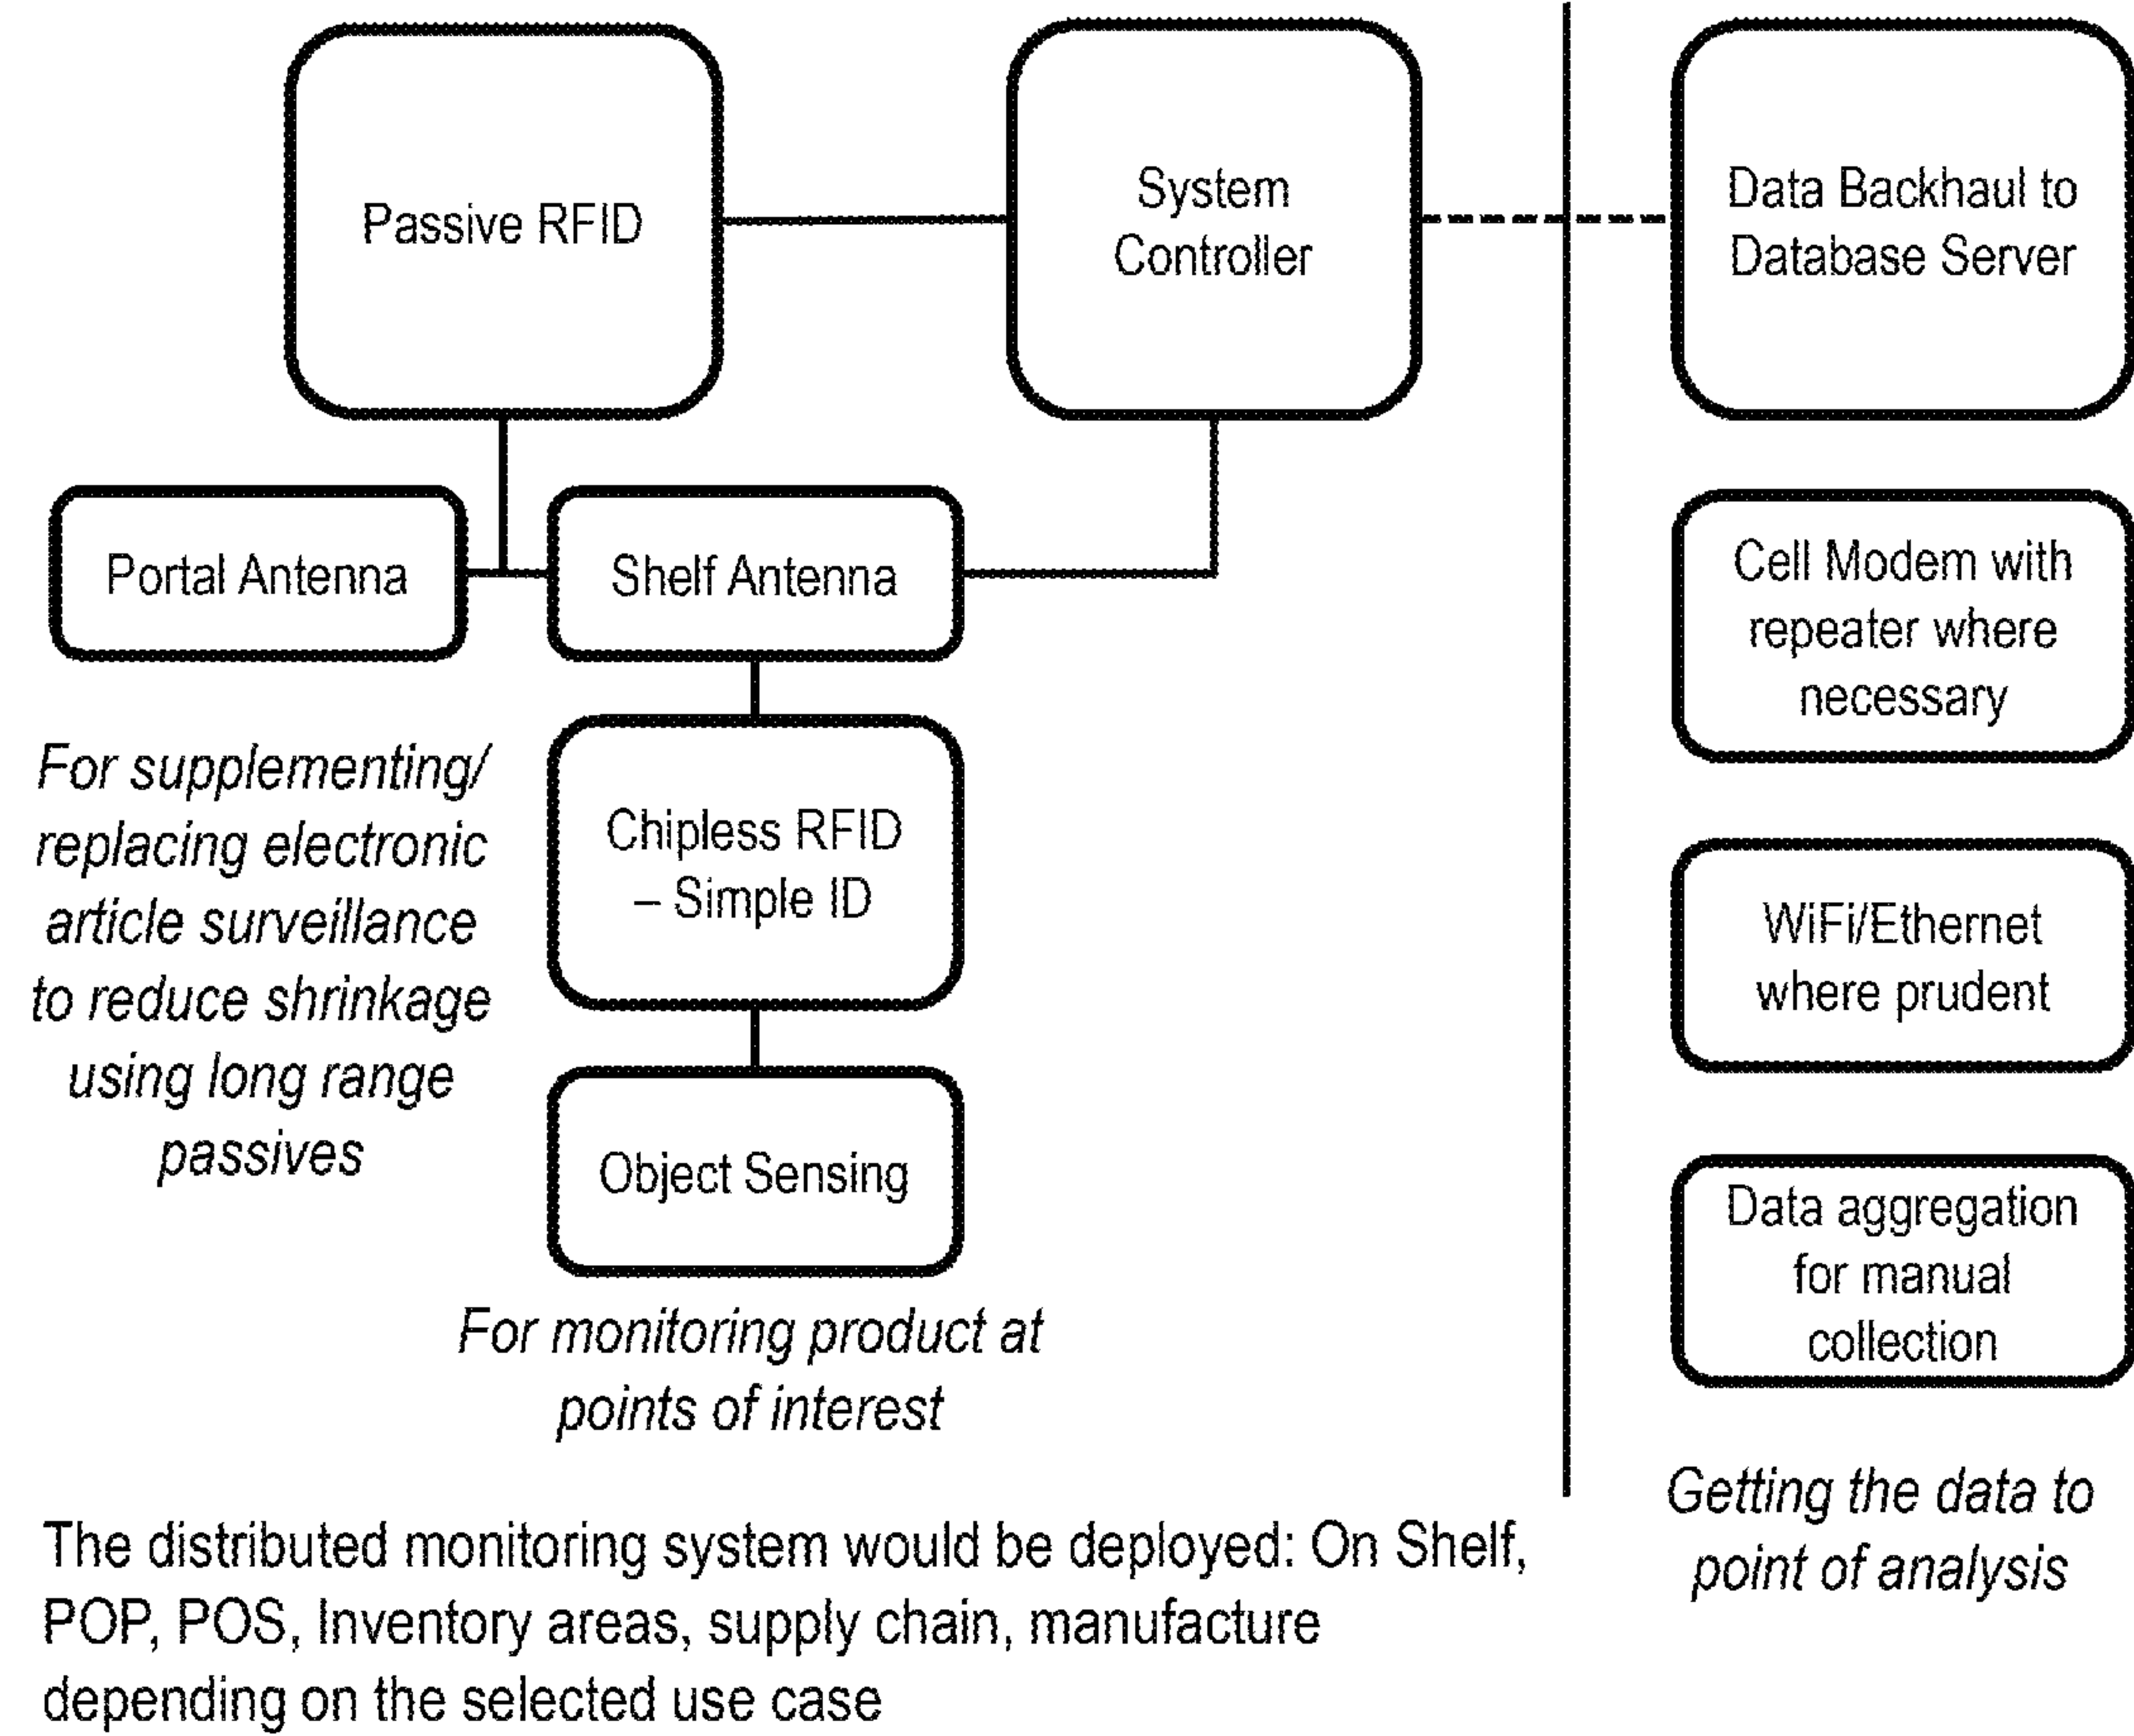 Passive RFID
System
Controller
Data Backhaul to
Database Server
Portal Antenna
Shelf Antenna
Cell Modem with
repeater where
necessary
For supplementing/
replacing electronic
article surveillance
to reduce shrinkage
using long range
passives
Chipless RFID
– Simple ID
WiFi/Ethernet
where prudent
Object Sensing
Data aggregation
for manual
collection
For monitoring product at
points of interest
Getting the data to
point of analysis
The distributed monitoring system would be deployed: On Shelf,
POP, POS, Inventory areas, supply chain, manufacture
depending on the selected use case